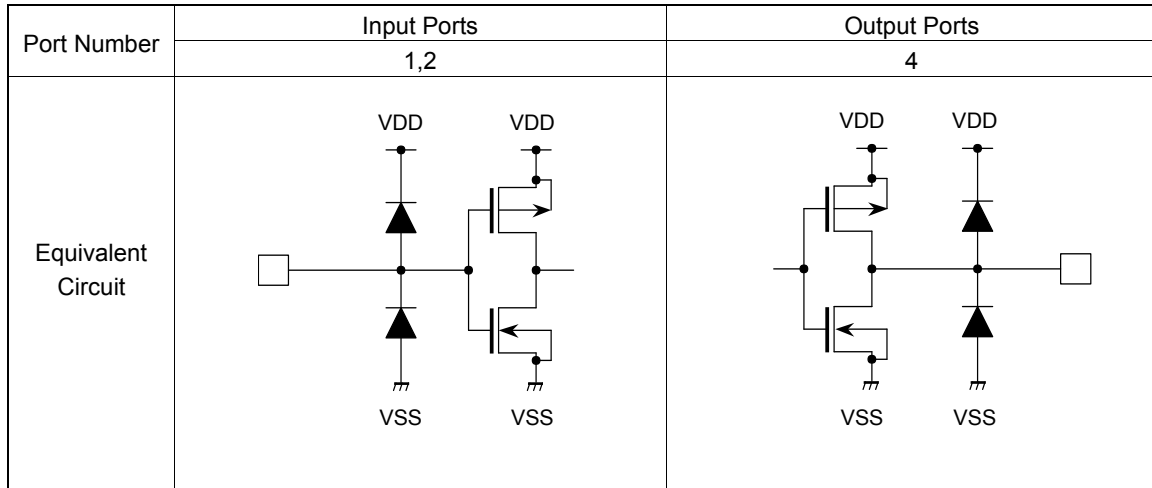 Port Number
Input Ports
Output Ports
1,2
4
Equivalent
Circuit
VDD
VDD
VSS
VSS
VDD
VDD
VSS
VSS